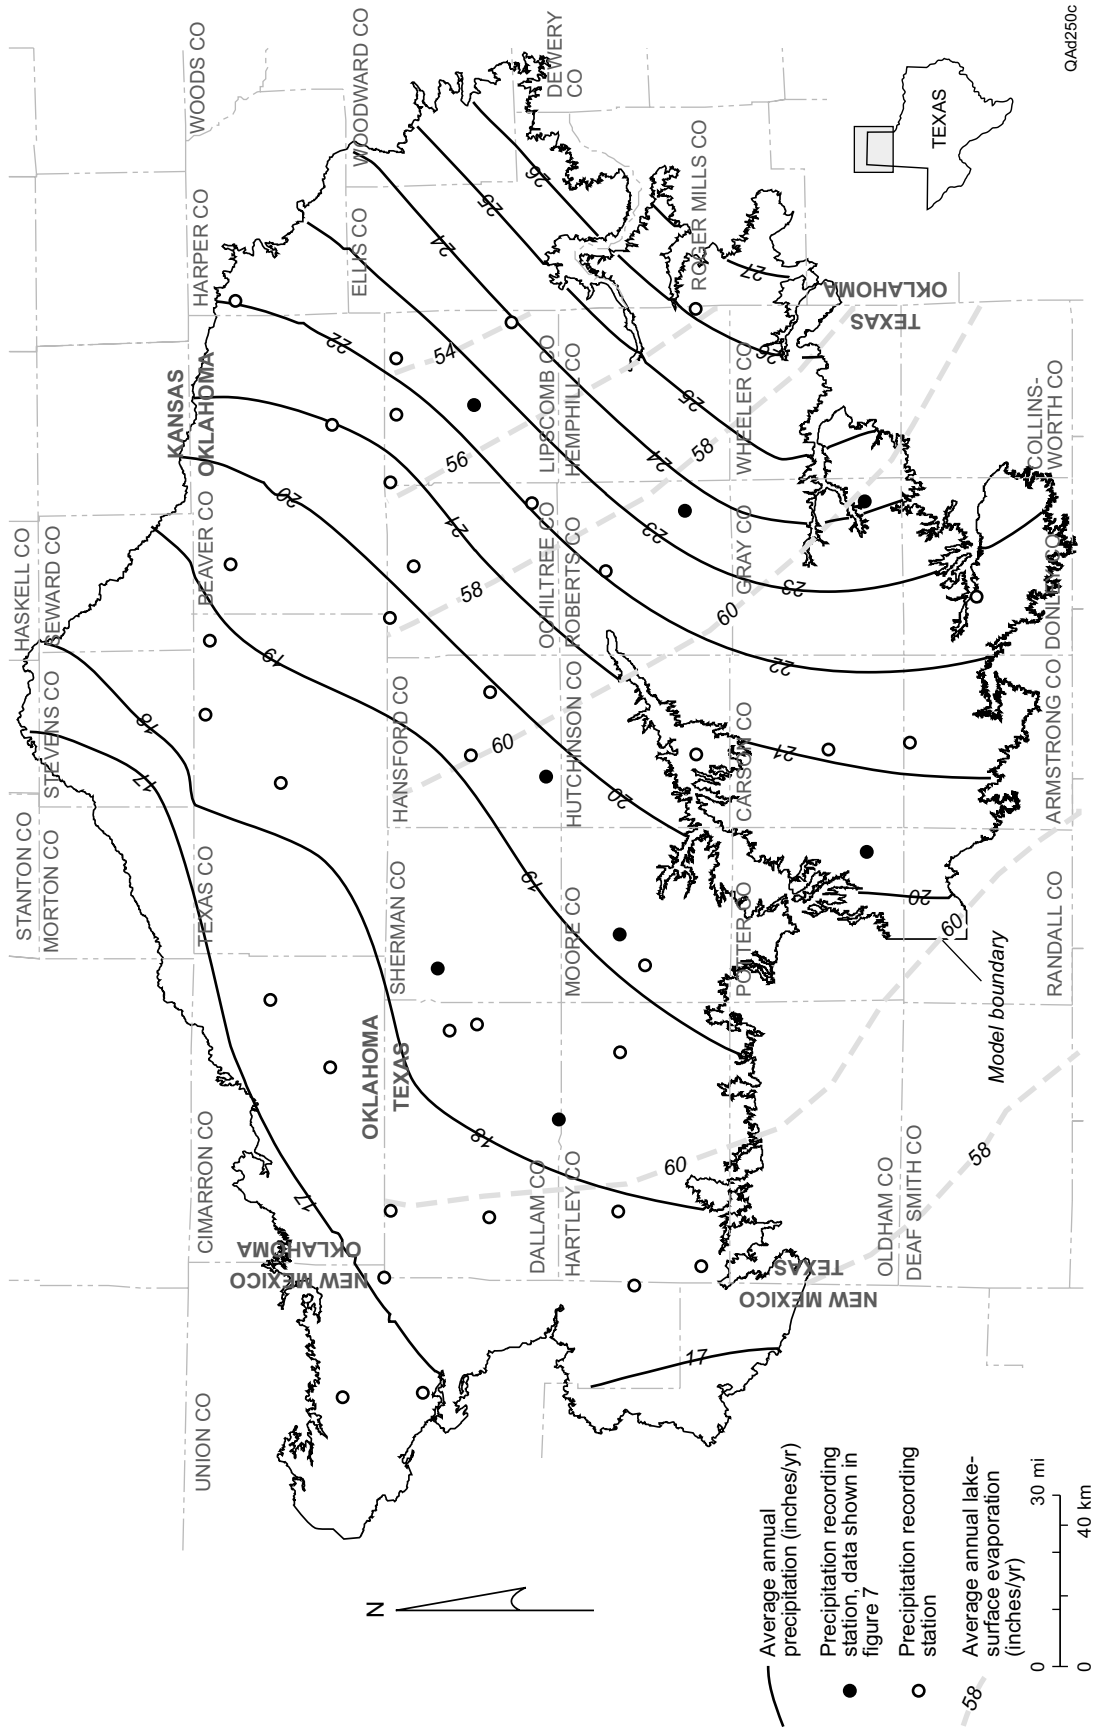 HASKELL CO
SEWARD CO
STEVENS CO
STANTON CO
MORTON CO
WOODS CO
HARPER CO
WOODWARD CO
ELLIS CO
DEWERY
CO
ROGER MILLS CO
KANSAS
OKLAHOMA
BEAVER CO
TEXAS CO
CIMARRON CO
UNION CO
OKLAHOMA
NEW MEXICO
OKLAHOMA
TEXAS
SHERMAN CO
HANSFORD CO
OCHILTREE CO
ROBERTS CO
LIPSCOMB CO
HEMPHILL CO
DALLAM CO
HARTLEY CO
MOORE CO
HUTCHINSON CO
POTTER CO
CARSON CO
GRAY CO
WHEELER CO
OKLAHOMA
TEXAS
OLDHAM CO
DEAF SMITH CO
RANDALL CO
ARMSTRONG CO
DONLEY CO
COLLINS-
WORTH CO
TEXAS
NEW MEXICO
17
17
17
18
18
19
19
20
20
20
21
21
22
22
23
23
24
24
25
25
26
26
27
54
56
58
60
58
60
60
60
58
Model boundary
TEXAS
N
Average annual
precipitation (inches/yr)
Precipitation recording
station, data shown in
figure 7
Precipitation recording
station
58
Average annual lake-
surface evaporation
(inches/yr)
0
30 mi
0
40 km
QAd250c